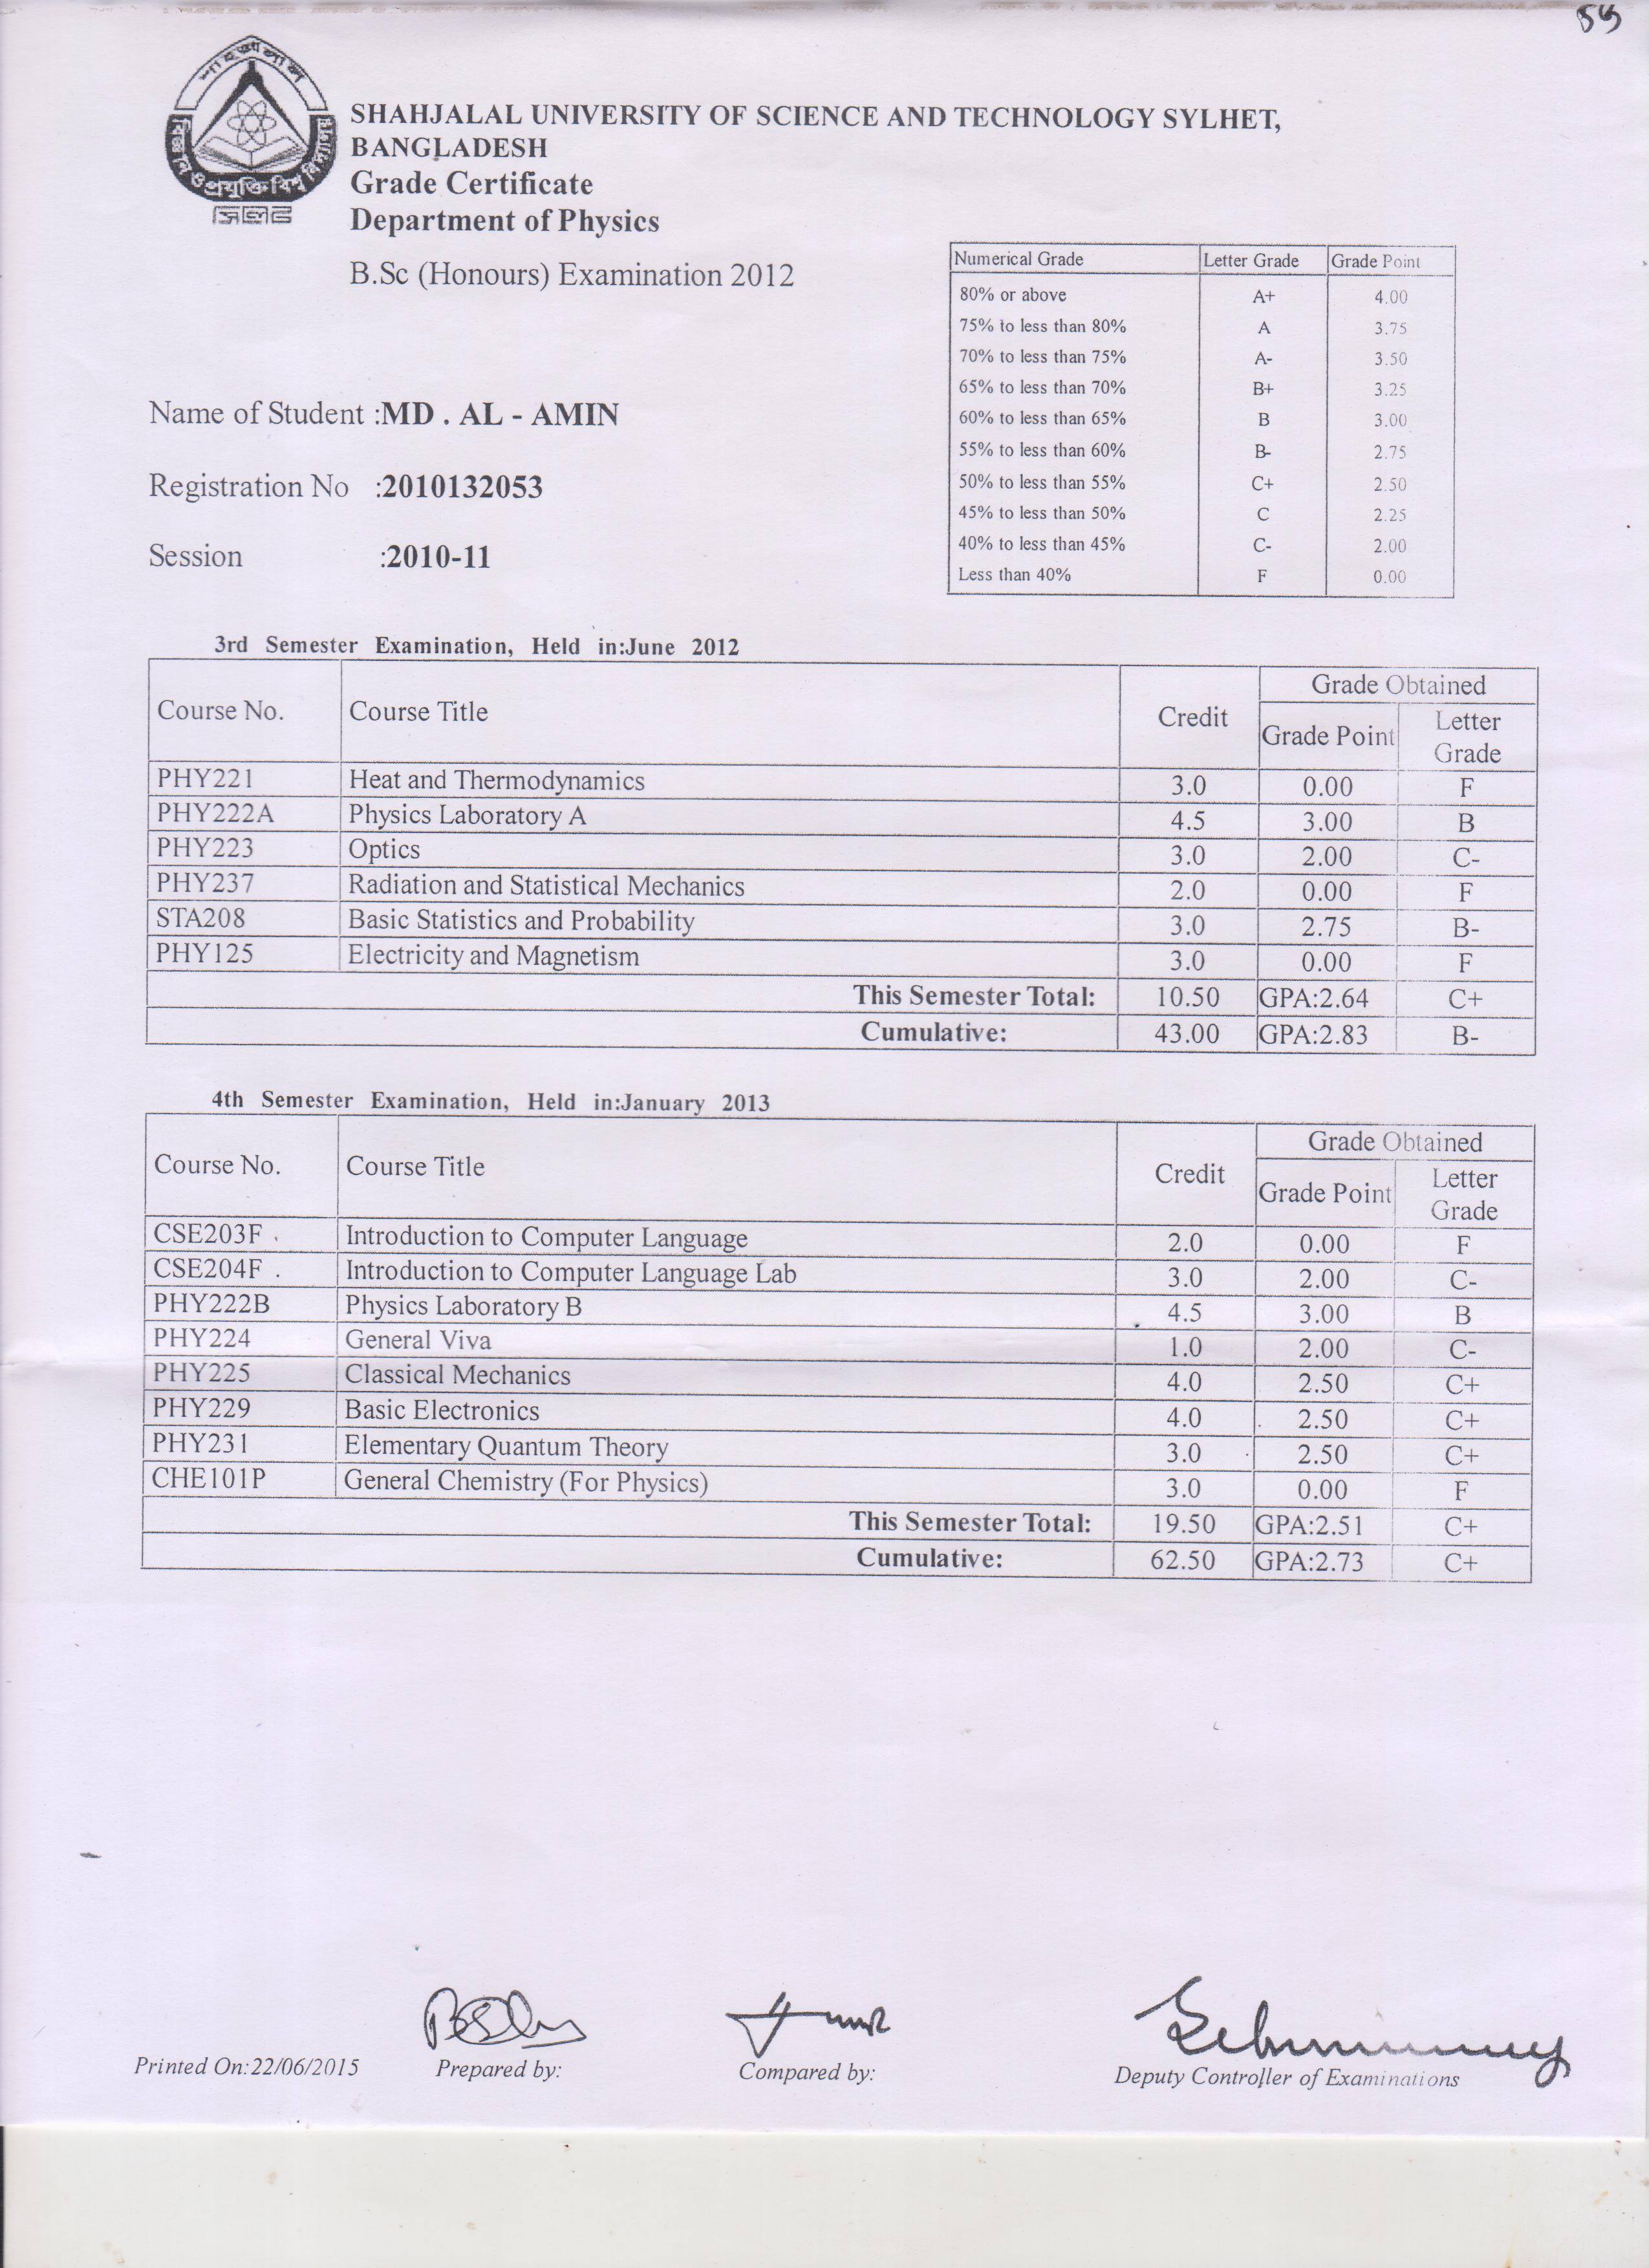 55
শাহজালাল
বিজ্ঞান ও প্রযুক্তি বিশ্ববিদ্যালয়
সিলেট
SHAHJALAL UNIVERSITY OF SCIENCE AND TECHNOLOGY SYLHET,
BANGLADESH
Grade Certificate
Department of Physics
B.Sc (Honours) Examination 2012
Numerical Grade Letter Grade Grade Point
80% or above A+ 4.00
75% to less than 80% A 3.75
70% to less than 75% A- 3.50
65% to less than 70% B+ 3.25
60% to less than 65% B 3.00
55% to less than 60% B- 2.75
50% to less than 55% C+ 2.50
45% to less than 50% C 2.25
40% to less than 45% C- 2.00
Less than 40% F 0.00
Name of Student :MD . AL - AMIN
Registration No :2010132053
Session :2010-11
3rd Semester Examination, Held in:June 2012
Course No. Course Title Credit Grade Obtained
Grade Point Letter Grade
PHY221 Heat and Thermodynamics 3.0 0.00 F
PHY222A Physics Laboratory A 4.5 3.00 B
PHY223 Optics 3.0 2.00 C-
PHY237 Radiation and Statistical Mechanics 2.0 0.00 F
STA208 Basic Statistics and Probability 3.0 2.75 B-
PHY125 Electricity and Magnetism 3.0 0.00 F
This Semester Total: 10.50 GPA:2.64 C+
Cumulative: 43.00 GPA:2.83 B-
4th Semester Examination, Held in:January 2013
Course No. Course Title Credit Grade Obtained
Grade Point Letter Grade
CSE203F Introduction to Computer Language 2.0 0.00 F
CSE204F Introduction to Computer Language Lab 3.0 2.00 C-
PHY222B Physics Laboratory B 4.5 3.00 B
PHY224 General Viva 1.0 2.00 C-
PHY225 Classical Mechanics 4.0 2.50 C+
PHY229 Basic Electronics 4.0 2.50 C+
PHY231 Elementary Quantum Theory 3.0 2.50 C+
CHE101P General Chemistry (For Physics) 3.0 0.00 F
This Semester Total: 19.50 GPA:2.51 C+
Cumulative: 62.50 GPA:2.73 C+
Printed On:22/06/2015 Prepared by: Compared by: Deputy Controller of Examinations